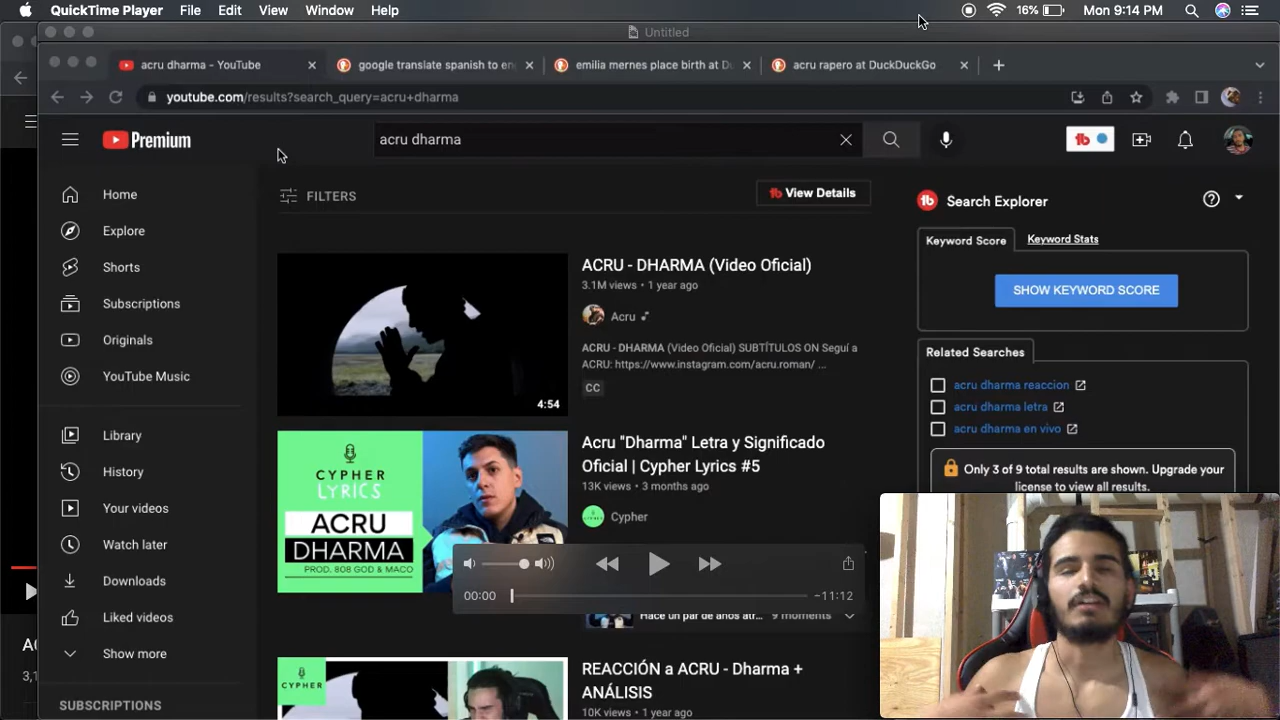 QuickTime Player File Edit View Window Help 16% Mon 9:14 PM
Untitled
acru dharma - YouTube google translate spanish to en emilia mernes place birth at D acru rapero at DuckDuckGo
youtube.com/results?search_query=acru+dharma
Premium acru dharma
Home
Explore
Shorts
Subscriptions
Originals
YouTube Music
Library
History
Your videos
Watch later
Downloads
Liked videos
Show more
SUBSCRIPTIONS
FILTERS
View Details
4:54
ACRU - DHARMA (Video Oficial)
3.1M views • 1 year ago
Acru
ACRU - DHARMA (Video Oficial) SUBTÍTULOS ON Seguí a
ACRU: https://www.instagram.com/acru.roman/ ...
CC
CYPHER
LYRICS
ACRU
DHARMA
PROD. 808 GOD & MACO
Acru "Dharma" Letra y Significado
Oficial | Cypher Lyrics #5
13K views • 3 months ago
Cypher
00:00 -11:12
Hace un par de años atr... 9 moments
CYPHER
REACCIÓN a ACRU - Dharma +
ANÁLISIS
10K views • 1 year ago
Search Explorer
Keyword Score Keyword Stats
SHOW KEYWORD SCORE
Related Searches
acru dharma reaccion
acru dharma letra
acru dharma en vivo
Only 3 of 9 total results are shown. Upgrade your
license to view all results.
AC
3,1